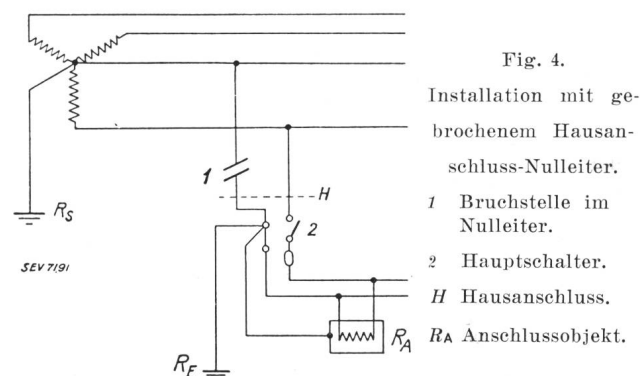 Fig. 4.
Installation mit ge-
brochenem Hausan-
schluss-Nulleiter.
1 Bruchstelle im
Nulleiter.
2 Hauptschalter.
H Hausanschluss.
RA Anschlussobjekt.
1
H
2
RS
SEV 7191
RA
RE